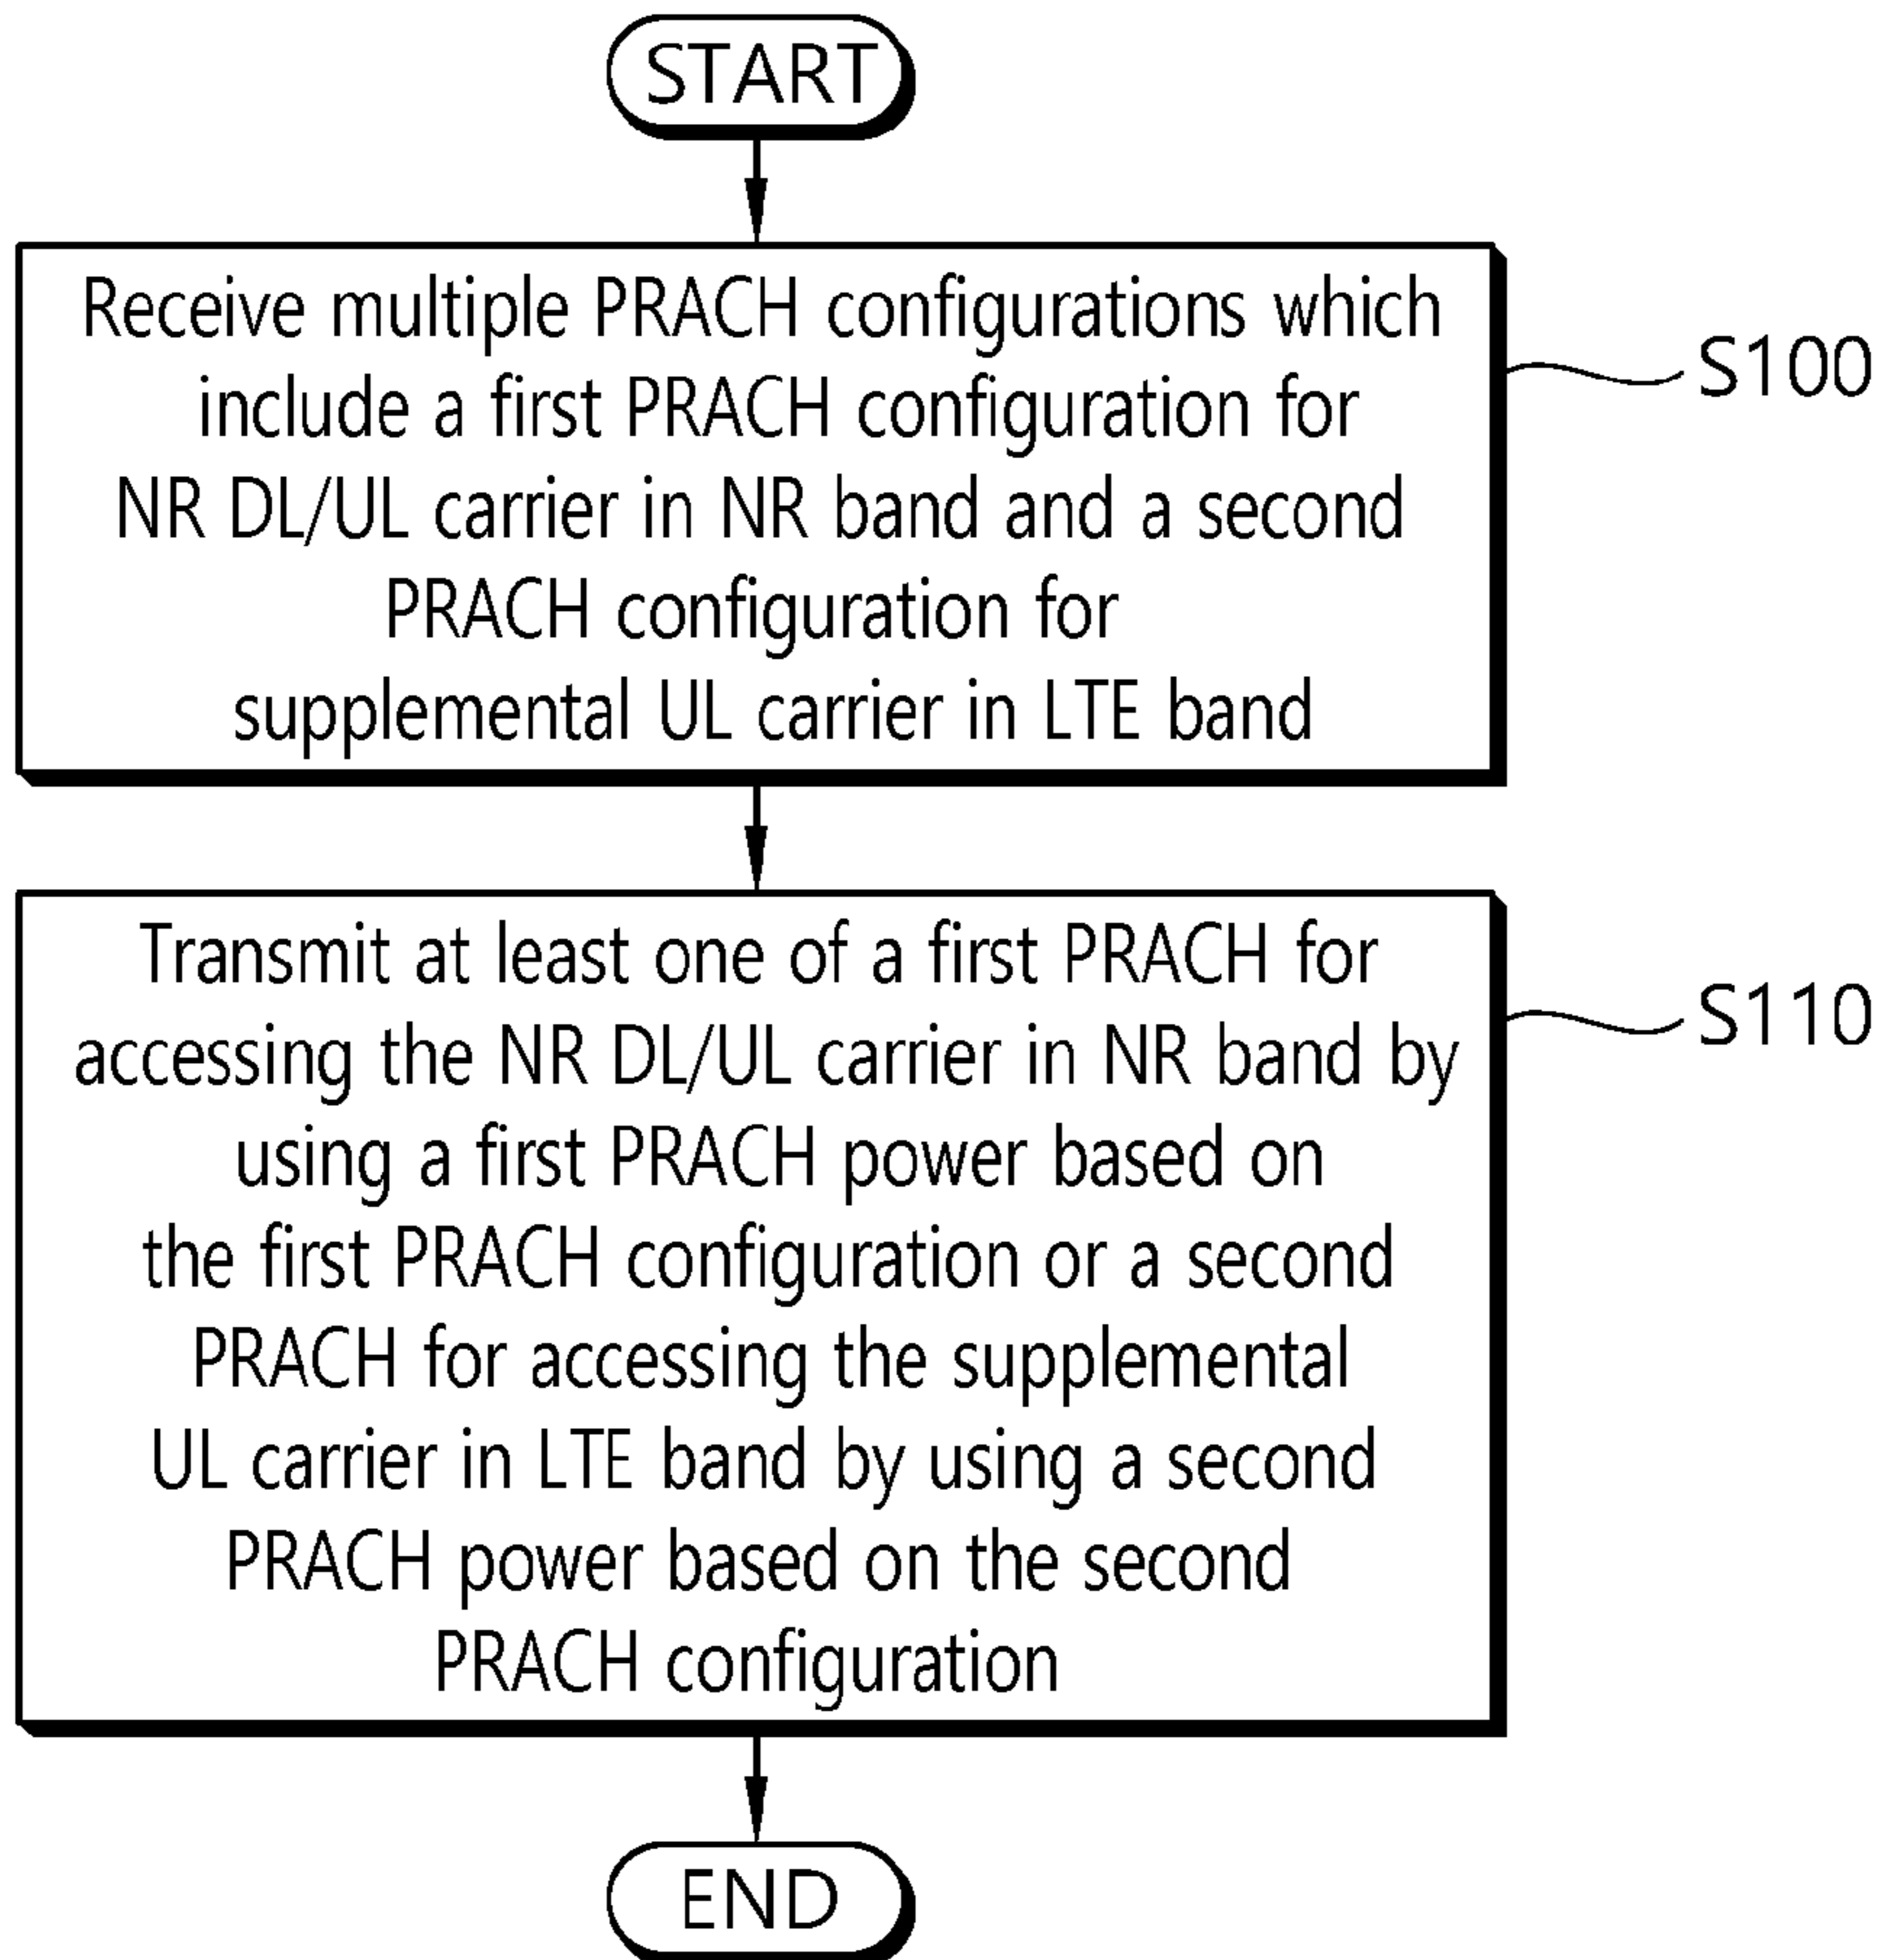 START
Receive multiple PRACH configurations which
include a first PRACH configuration for
NR DL/UL carrier in NR band and a second
PRACH configuration for
supplemental UL carrier in LTE band
S100
Transmit at least one of a first PRACH for
accessing the NR DL/UL carrier in NR band by
using a first PRACH power based on
the first PRACH configuration or a second
PRACH for accessing the supplemental
UL carrier in LTE band by using a second
PRACH power based on the second
PRACH configuration
S110
END